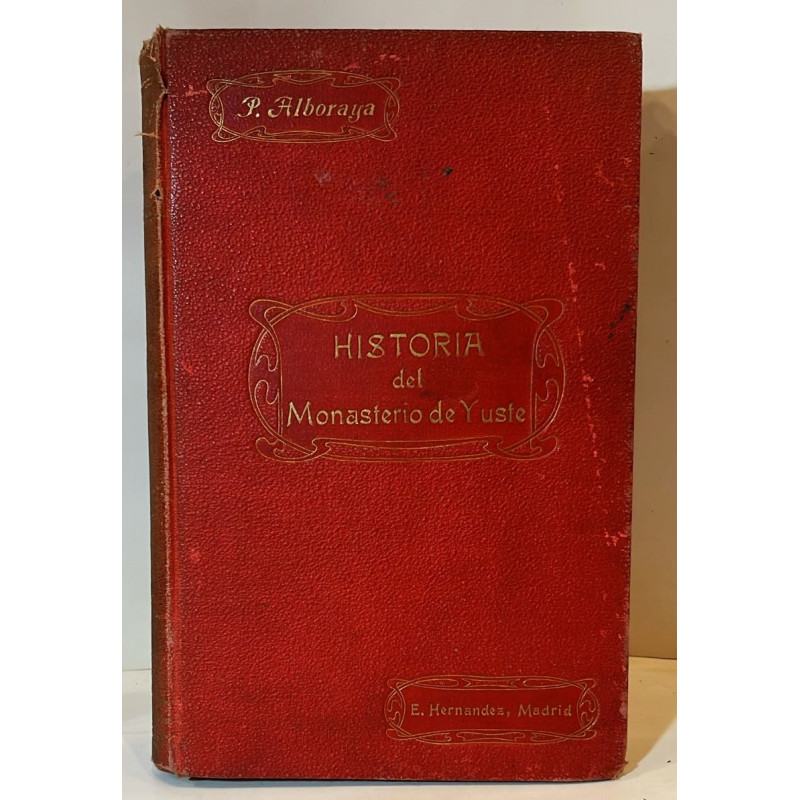 P. Alboraya
HISTORIA
del
Monasterio de Yuste
E. Hernandez, Madrid